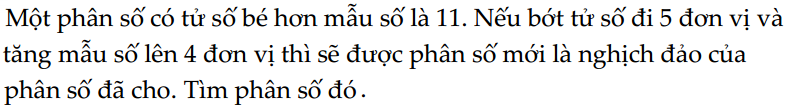 Một phân số có tử số bé hơn mẫu số là 11. Nếu bớt tử số đi 5 đơn vị và
tăng mẫu số lên 4 đơn vị thì sẽ được phân số mới là nghịch đảo của
phân số đã cho. Tìm phân số đó.